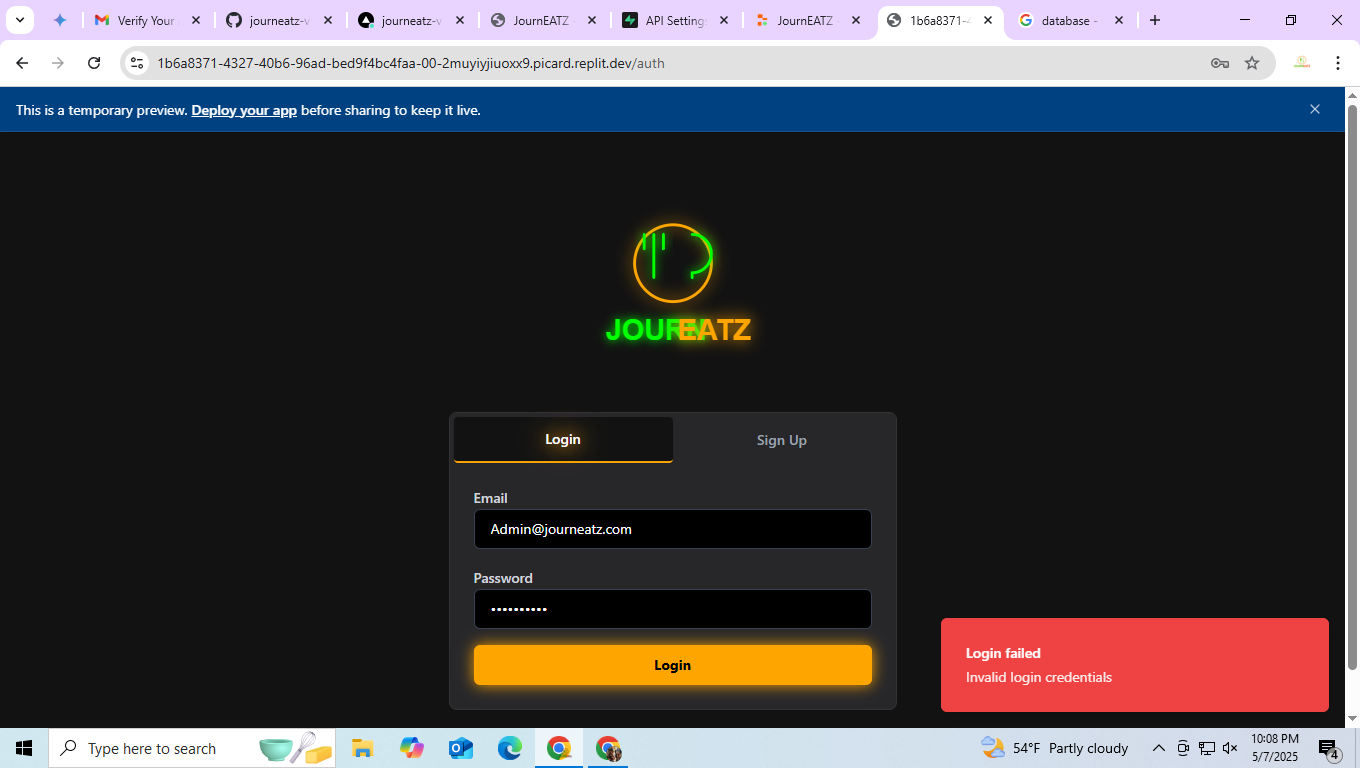 Verify Your
journeatz-v
journeatz-v
JournEATZ
API Settings
JournEATZ
1b6a8371-4
database -
1b6a8371-4327-40b6-96ad-bed9f4bc4faa-00-2muyiyjiuoxx9.picard.replit.dev/auth
This is a temporary preview. Deploy your app before sharing to keep it live.
JOURNEATZ
Login
Sign Up
Email
Admin@journeatz.com
Password
••••••••••
Login
Login failed
Invalid login credentials
Type here to search
54°F Partly cloudy
10:08 PM
5/7/2025
4